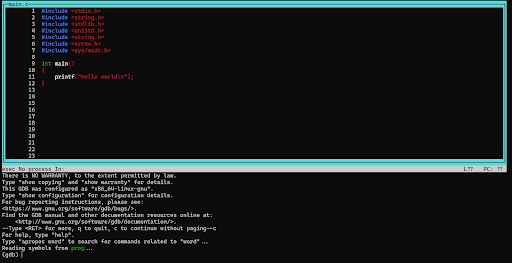 main.c
1 #include <stdio.h>
2 #include <string.h>
3 #include <stdlib.h>
4 #include <unistd.h>
5 #include <string.h>
6 #include <errno.h>
7 #include <sys/wait.h>
8
9 int main()
10 {
11 printf("Hello world\n");
12 }
13
14
15
16
17
18
19
20
21
22
23
exec No process In: L?? PC: ??
There is NO WARRANTY, to the extent permitted by law.
Type "show copying" and "show warranty" for details.
This GDB was configured as "x86_64-linux-gnu".
Type "show configuration" for configuration details.
For bug reporting instructions, please see:
<https://www.gnu.org/software/gdb/bugs/>.
Find the GDB manual and other documentation resources online at:
<http://www.gnu.org/software/gdb/documentation/>.
--Type <RET> for more, q to quit, c to continue without paging--c
For help, type "help".
Type "apropos word" to search for commands related to "word"...
Reading symbols from prog...
(gdb)